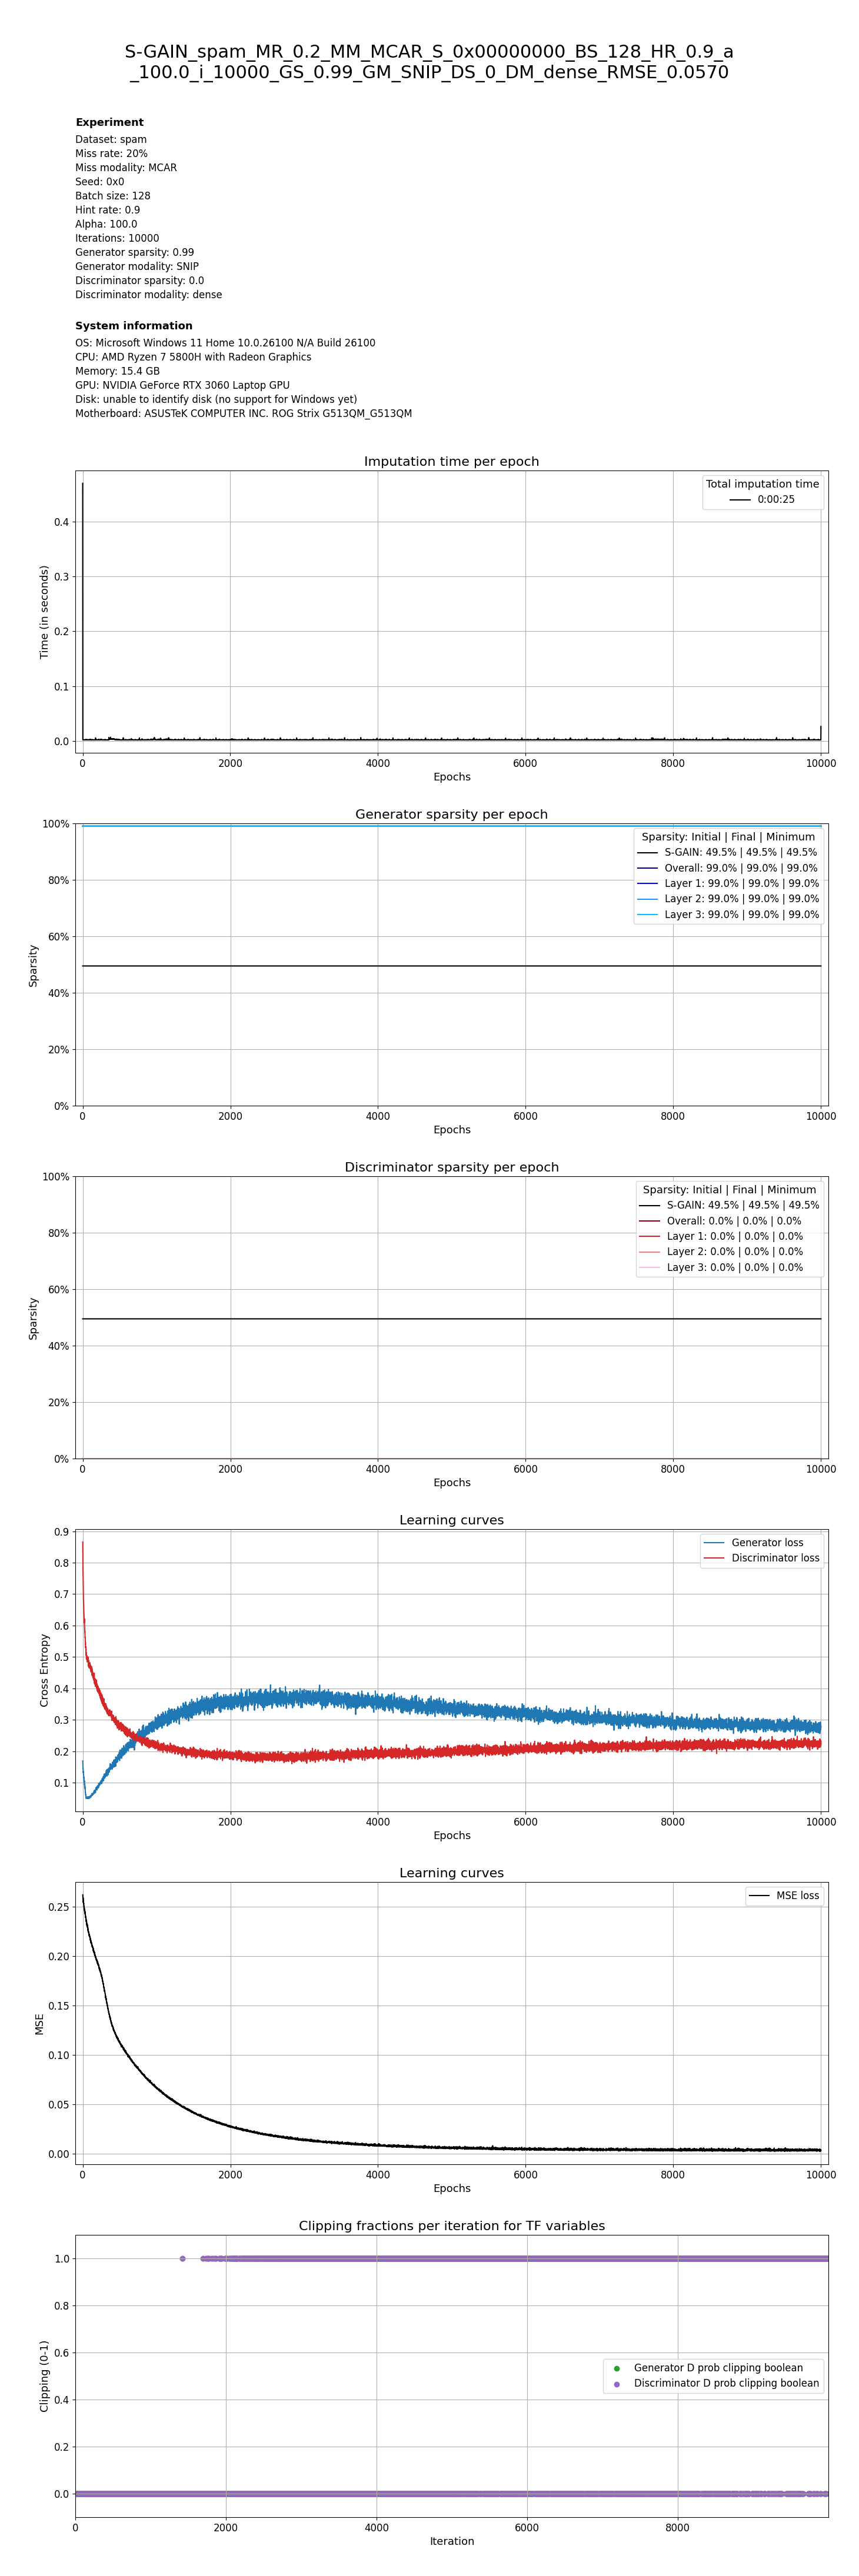 S-GAIN_spam_MR_0.2_MM_MCAR_S_0x00000000_BS_128_HR_0.9_a
_100.0_i_10000_GS_0.99_GM_SNIP_DS_0_DM_dense_RMSE_0.0570
Experiment
Dataset: spam
Miss rate: 20%
Miss modality: MCAR
Seed: 0x0
Batch size: 128
Hint rate: 0.9
Alpha: 100.0
Iterations: 10000
Generator sparsity: 0.99
Generator modality: SNIP
Discriminator sparsity: 0.0
Discriminator modality: dense
System information
OS: Microsoft Windows 11 Home 10.0.26100 N/A Build 26100
CPU: AMD Ryzen 7 5800H with Radeon Graphics
Memory: 15.4 GB
GPU: NVIDIA GeForce RTX 3060 Laptop GPU
Disk: unable to identify disk (no support for Windows yet)
Motherboard: ASUSTeK COMPUTER INC. ROG Strix G513QM_G513QM
Imputation time per epoch
Total imputation time
0:00:25
Time (in seconds)
0.4
0.3
0.2
0.1
0.0
0 2000 4000 6000 8000 10000
Epochs
Generator sparsity per epoch
Sparsity: Initial | Final | Minimum
S-GAIN: 49.5% | 49.5% | 49.5%
Overall: 99.0% | 99.0% | 99.0%
Layer 1: 99.0% | 99.0% | 99.0%
Layer 2: 99.0% | 99.0% | 99.0%
Layer 3: 99.0% | 99.0% | 99.0%
Sparsity
100%
80%
60%
40%
20%
0%
0 2000 4000 6000 8000 10000
Epochs
Discriminator sparsity per epoch
Sparsity: Initial | Final | Minimum
S-GAIN: 49.5% | 49.5% | 49.5%
Overall: 0.0% | 0.0% | 0.0%
Layer 1: 0.0% | 0.0% | 0.0%
Layer 2: 0.0% | 0.0% | 0.0%
Layer 3: 0.0% | 0.0% | 0.0%
Sparsity
100%
80%
60%
40%
20%
0%
0 2000 4000 6000 8000 10000
Epochs
Learning curves
Generator loss
Discriminator loss
Cross Entropy
0.9
0.8
0.7
0.6
0.5
0.4
0.3
0.2
0.1
0 2000 4000 6000 8000 10000
Epochs
Learning curves
MSE loss
MSE
0.25
0.20
0.15
0.10
0.05
0.00
0 2000 4000 6000 8000 10000
Epochs
Clipping fractions per iteration for TF variables
Generator D prob clipping boolean
Discriminator D prob clipping boolean
Clipping (0-1)
1.0
0.8
0.6
0.4
0.2
0.0
0 2000 4000 6000 8000
Iteration